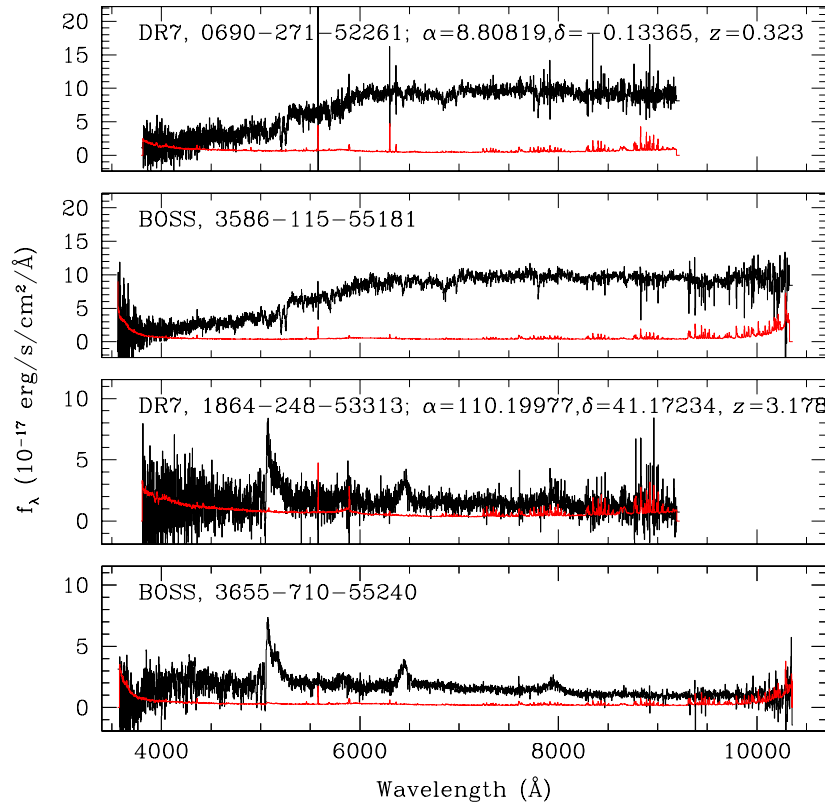 DR7, 0690−271−52261; α=8.80819,δ=−0.13365, z=0.323
20
15
10
5
0
BOSS, 3586−115−55181
20
15
10
5
0
fλ (10⁻¹⁷ erg/s/cm²/Å)
DR7, 1864−248−53313; α=110.19977,δ=41.17234, z=3.178
10
5
0
BOSS, 3655−710−55240
10
5
0
4000 6000 8000 10000
Wavelength (Å)